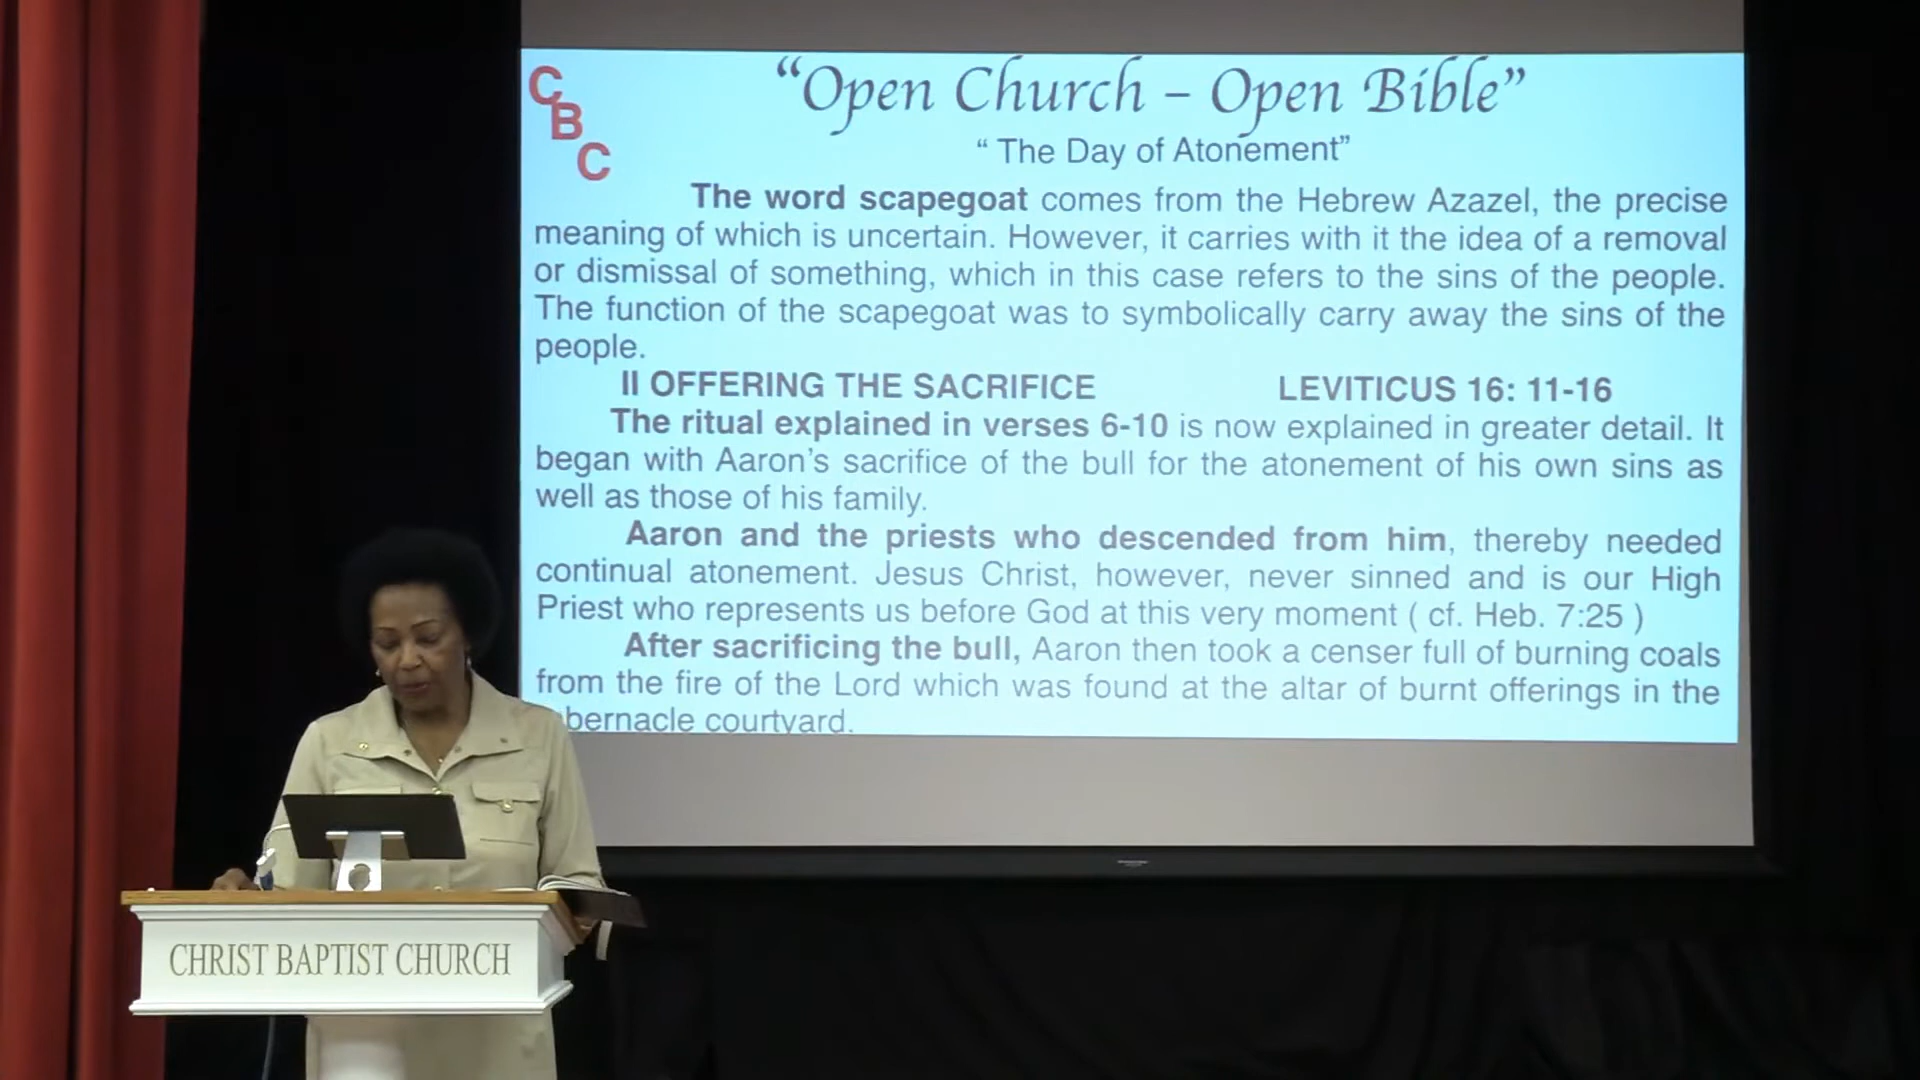 C
B
C
“Open Church – Open Bible”
“ The Day of Atonement”
The word scapegoat comes from the Hebrew Azazel, the precise
meaning of which is uncertain. However, it carries with it the idea of a removal
or dismissal of something, which in this case refers to the sins of the people.
The function of the scapegoat was to symbolically carry away the sins of the
people.
II OFFERING THE SACRIFICE LEVITICUS 16: 11-16
The ritual explained in verses 6-10 is now explained in greater detail. It
began with Aaron’s sacrifice of the bull for the atonement of his own sins as
well as those of his family.
Aaron and the priests who descended from him, thereby needed
continual atonement. Jesus Christ, however, never sinned and is our High
Priest who represents us before God at this very moment ( cf. Heb. 7:25 )
After sacrificing the bull, Aaron then took a censer full of burning coals
from the fire of the Lord which was found at the altar of burnt offerings in the
bernacle courtyard.
CHRIST BAPTIST CHURCH